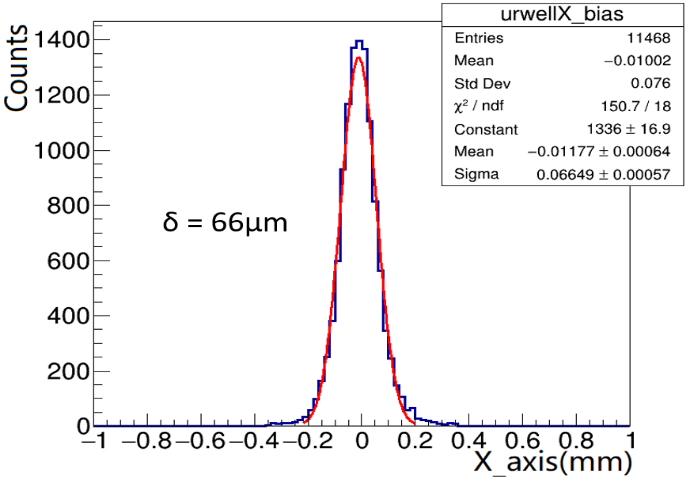 urwellX_bias
Entries 11468
Mean −0.01002
Std Dev 0.076
χ² / ndf 150.7 / 18
Constant 1336 ± 16.9
Mean −0.01177 ± 0.00064
Sigma 0.06649 ± 0.00057
Counts
1400
1200
1000
800
600
400
200
0
δ = 66μm
−1 −0.8 −0.6 −0.4 −0.2 0 0.2 0.4 0.6 0.8 1
X_axis(mm)